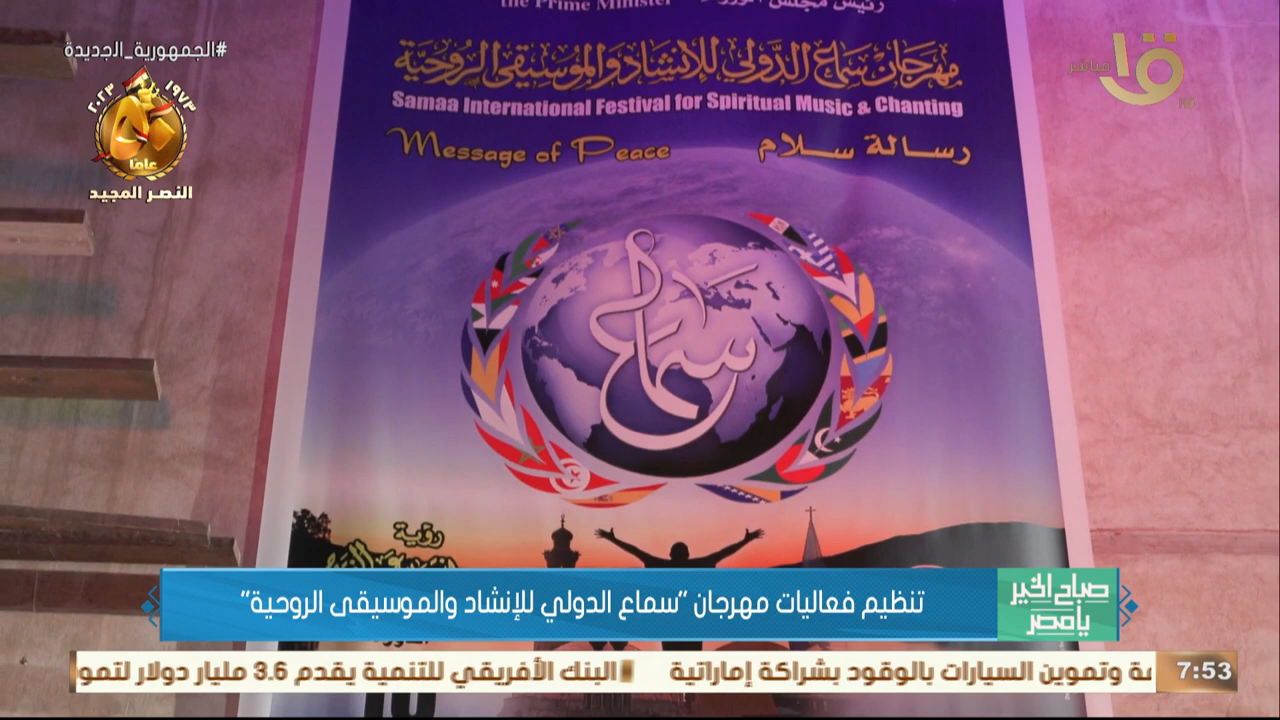 the Prime Minister رئيس مجلس الوزراء
#الجمهورية_الجديدة
مباشر
HD
١٩٧٣ ٢٠٢٣
٥٠
عاما
النصر المجيد
مهرجان سماع الدولي للإنشاد والموسيقى الروحية
Samaa International Festival for Spiritual Music & Chanting
Message of Peace رسالة سلام
سماع
رؤية
صباح الخير
يا مصر
تنظيم فعاليات مهرجان "سماع الدولي للإنشاد والموسيقى الروحية"
7:53 وتموين السيارات بالوقود بشراكة إماراتية البنك الأفريقي للتنمية يقدم 3.6 مليار دولار